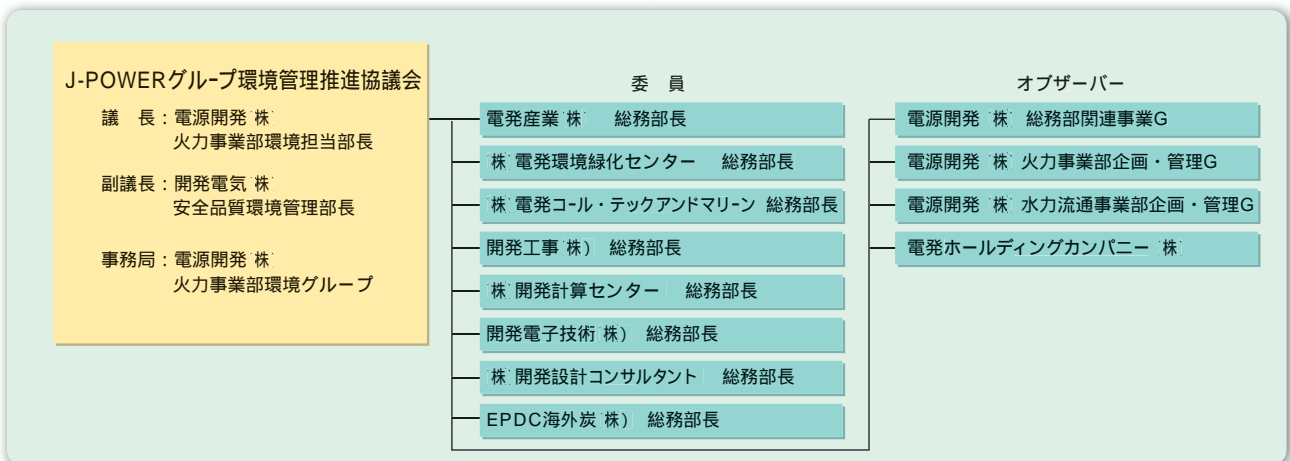 J-POWERグループ環境管理推進協議会
議　長：電源開発(株)
火力事業部環境担当部長
副議長：開発電気(株)
安全品質環境管理部長
事務局：電源開発(株)
火力事業部環境グループ
委　員
電発産業(株)　総務部長
(株)電発環境緑化センター　総務部長
(株)電発コール・テックアンドマリーン 総務部長
開発工事(株)　総務部長
(株)開発計算センター　総務部長
開発電子技術(株)　総務部長
(株)開発設計コンサルタント　総務部長
EPDC海外炭(株)　総務部長
オブザーバー
電源開発(株) 総務部関連事業G
電源開発(株) 火力事業部企画・管理G
電源開発(株) 水力流通事業部企画・管理G
電発ホールディングカンパニー(株)